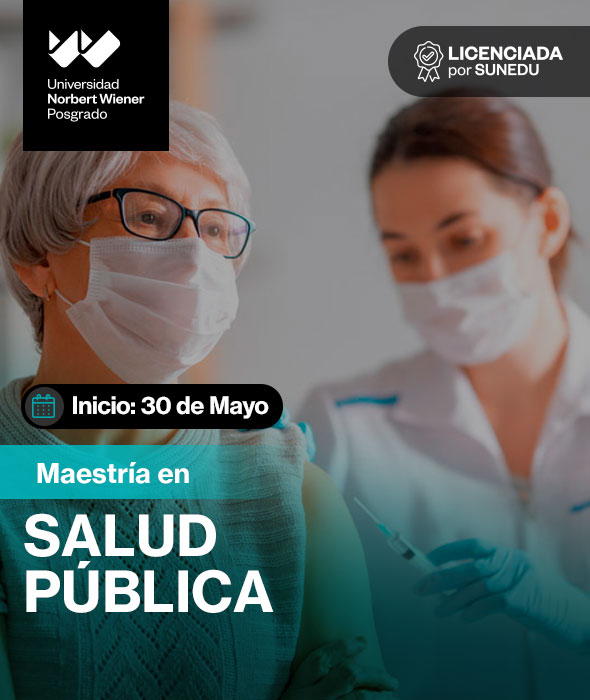 Universidad
Norbert Wiener
Posgrado
LICENCIADA
por SUNEDU
Inicio: 30 de Mayo
Maestría en
SALUD
PÚBLICA